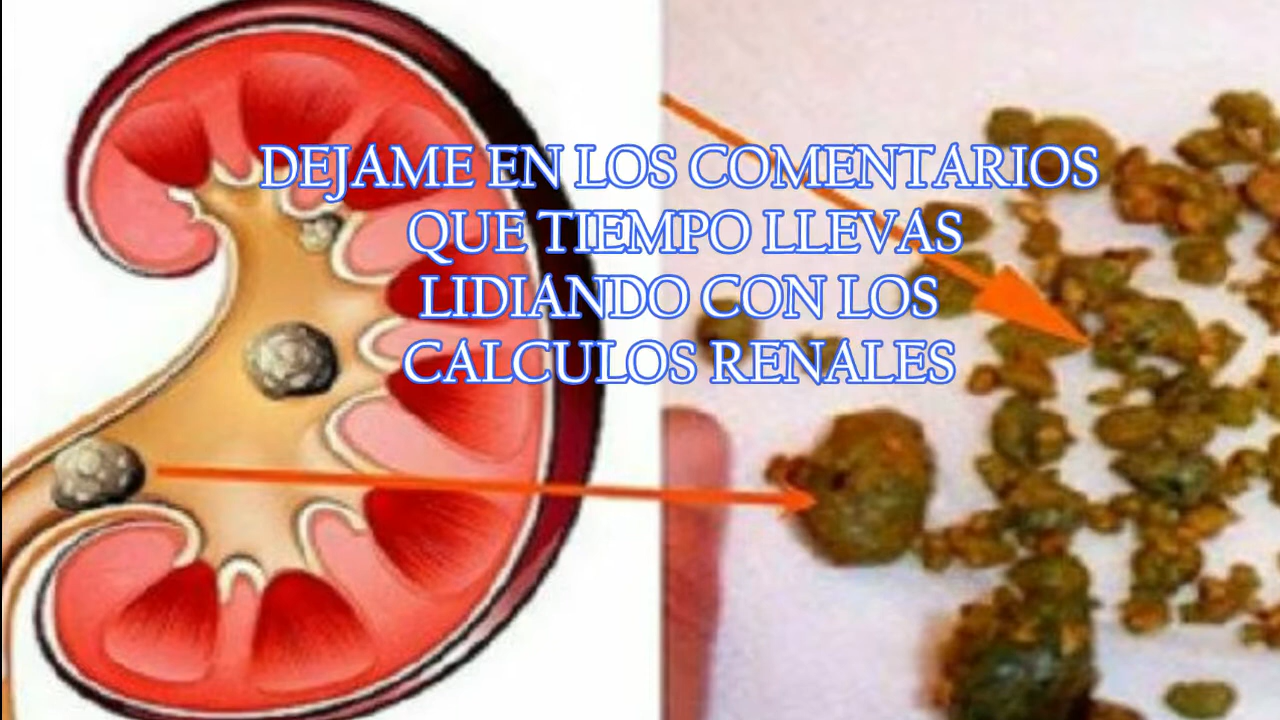 DEJAME EN LOS COMENTARIOS
QUE TIEMPO LLEVAS
LIDIANDO CON LOS
CALCULOS RENALES